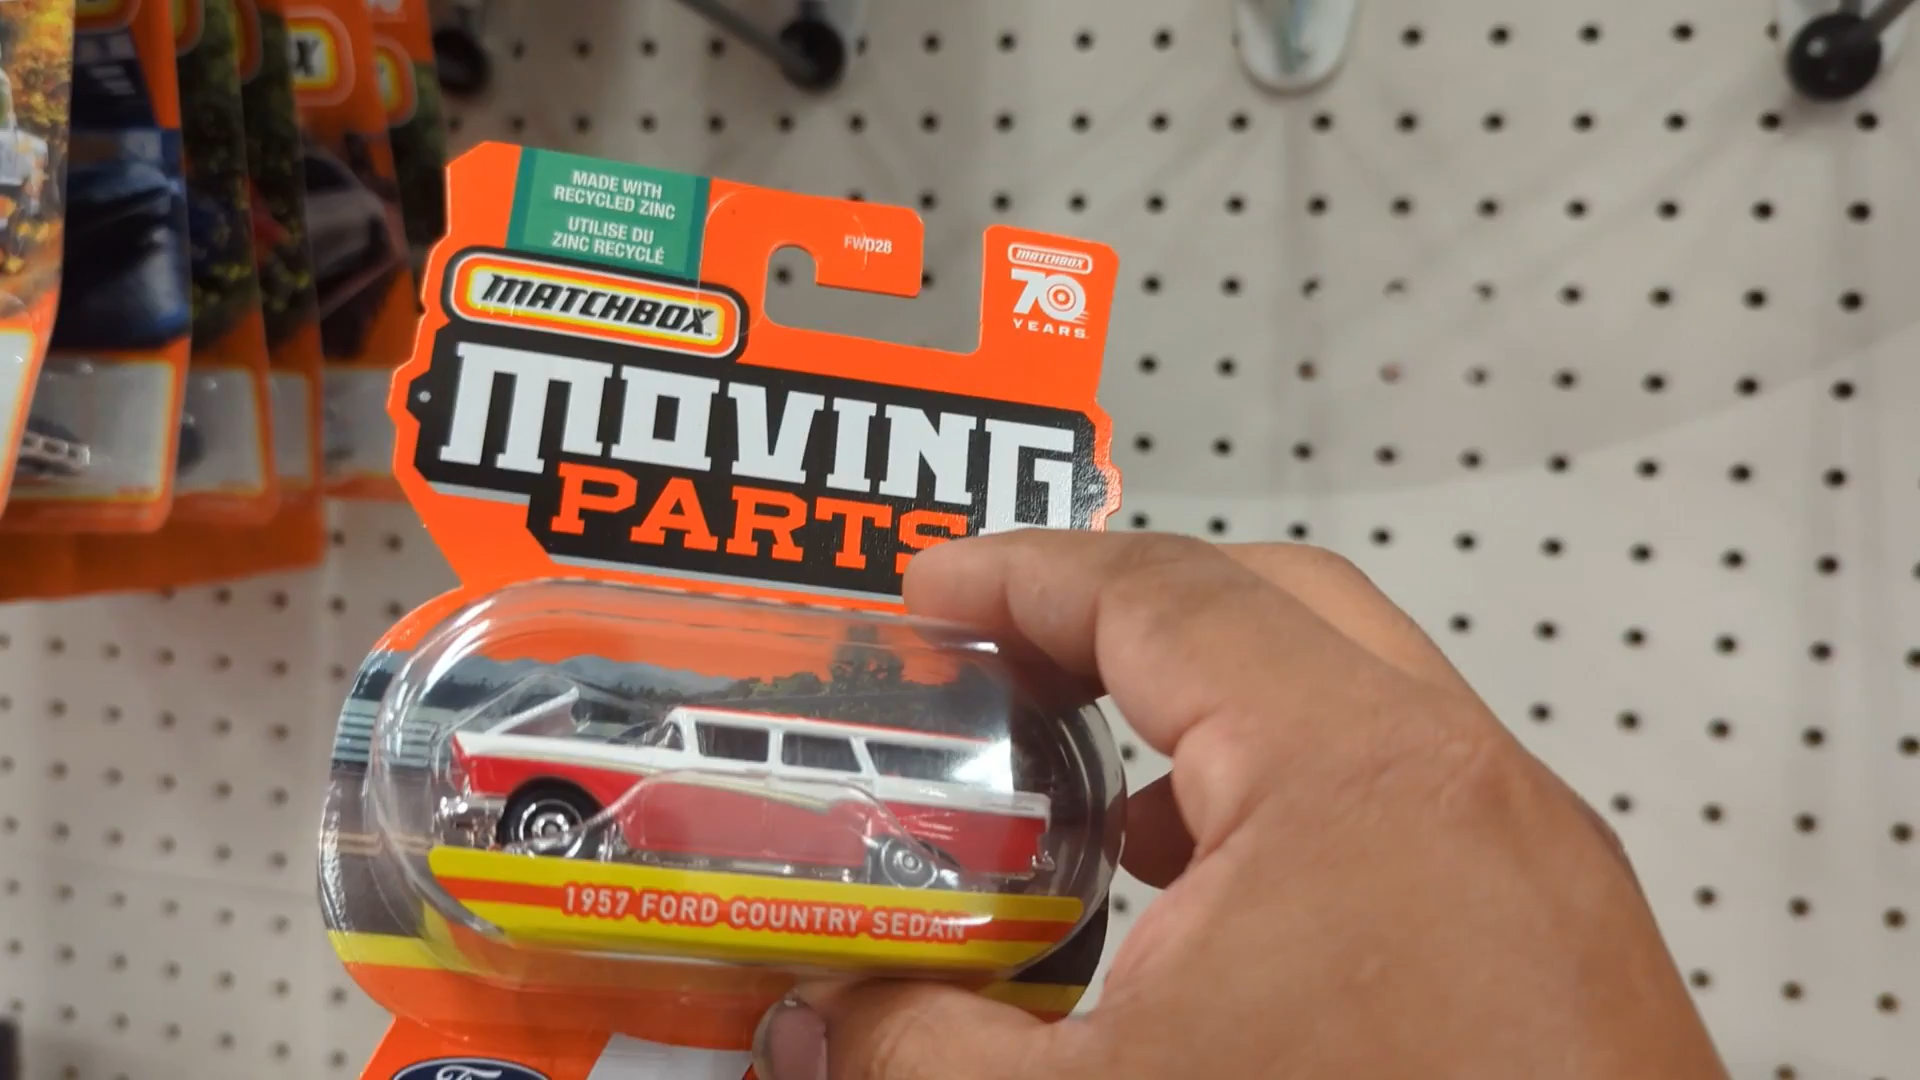 MADE WITH
RECYCLED ZINC
UTILISE DU
ZINC RECYCLÉ
FWD28
MATCHBOX
70
YEARS
MATCHBOX
MOVING
PARTS
1957 FORD COUNTRY SEDAN